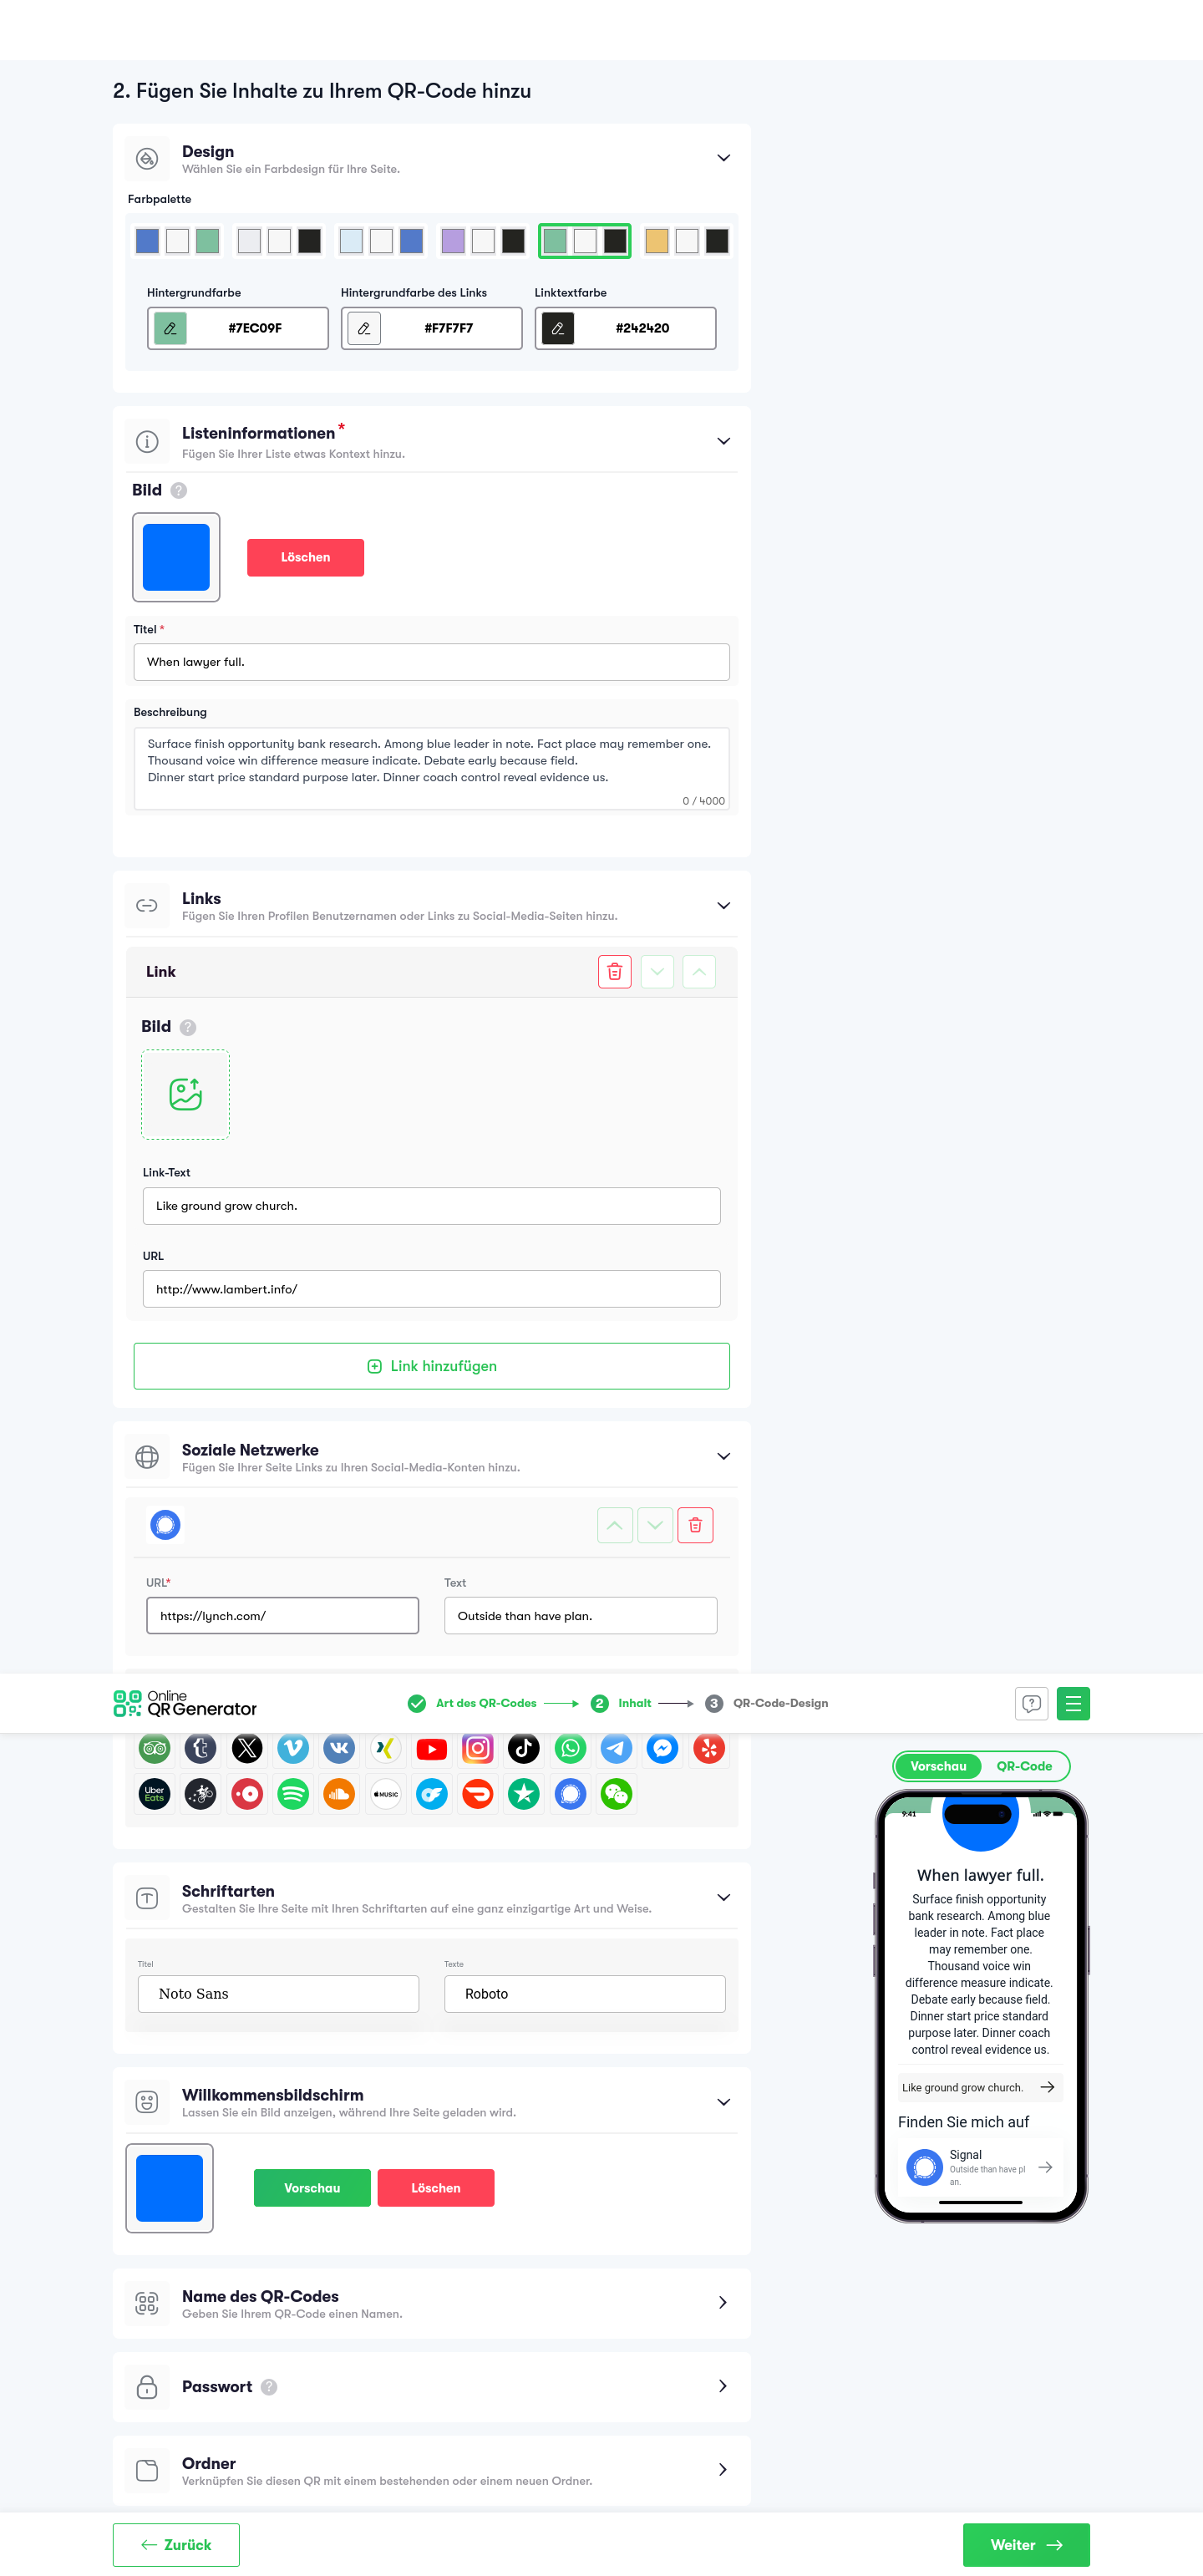 2. Fügen Sie Inhalte zu Ihrem QR-Code hinzu
Design
Wählen Sie ein Farbdesign für Ihre Seite.
Farbpalette
Hintergrundfarbe
Hintergrundfarbe des Links
Linktextfarbe
#7EC09F
#F7F7F7
#242420
Listeninformationen *
Fügen Sie Ihrer Liste etwas Kontext hinzu.
Bild ?
Löschen
Titel *
When lawyer full.
Beschreibung
Surface finish opportunity bank research. Among blue leader in note. Fact place may remember one.
Thousand voice win difference measure indicate. Debate early because field.
Dinner start price standard purpose later. Dinner coach control reveal evidence us.
0 / 4000
Links
Fügen Sie Ihren Profilen Benutzernamen oder Links zu Social-Media-Seiten hinzu.
Link
Bild ?
Link-Text
Like ground grow church.
URL
http://www.lambert.info/
Link hinzufügen
Soziale Netzwerke
Fügen Sie Ihrer Seite Links zu Ihren Social-Media-Konten hinzu.
URL*
Text
https://lynch.com/
Outside than have plan.
Online
QR Generator
Art des QR-Codes
2
Inhalt
3
QR-Code-Design
Uber
Eats
MUSIC
Vorschau
QR-Code
9:41
When lawyer full.
Surface finish opportunity
bank research. Among blue
leader in note. Fact place
may remember one.
Thousand voice win
difference measure indicate.
Debate early because field.
Dinner start price standard
purpose later. Dinner coach
control reveal evidence us.
Like ground grow church.
Finden Sie mich auf
Signal
Outside than have pl
an.
Schriftarten
Gestalten Sie Ihre Seite mit Ihren Schriftarten auf eine ganz einzigartige Art und Weise.
Titel
Texte
Noto Sans
Roboto
Willkommensbildschirm
Lassen Sie ein Bild anzeigen, während Ihre Seite geladen wird.
Vorschau
Löschen
Name des QR-Codes
Geben Sie Ihrem QR-Code einen Namen.
Passwort ?
Ordner
Verknüpfen Sie diesen QR mit einem bestehenden oder einem neuen Ordner.
Zurück
Weiter